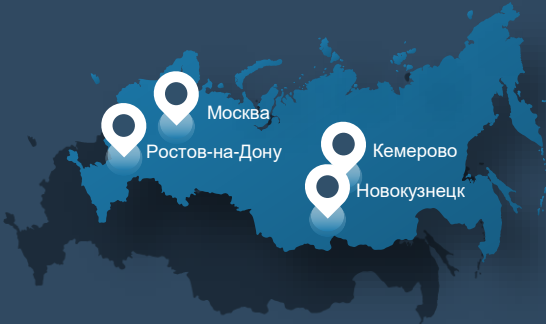 Москва
Ростов-на-Дону
Кемерово
Новокузнецк